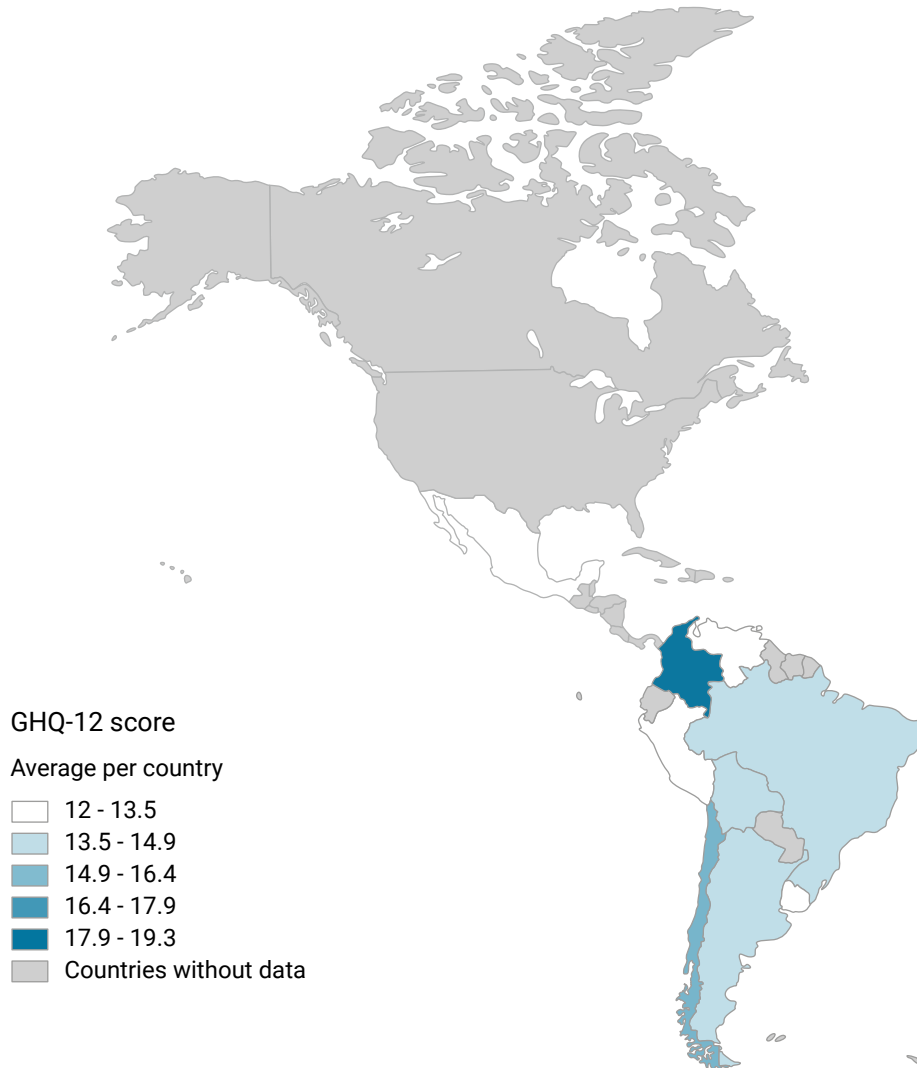 GHQ-12 score
Average per country
12 - 13.5
13.5 - 14.9
14.9 - 16.4
16.4 - 17.9
17.9 - 19.3
Countries without data